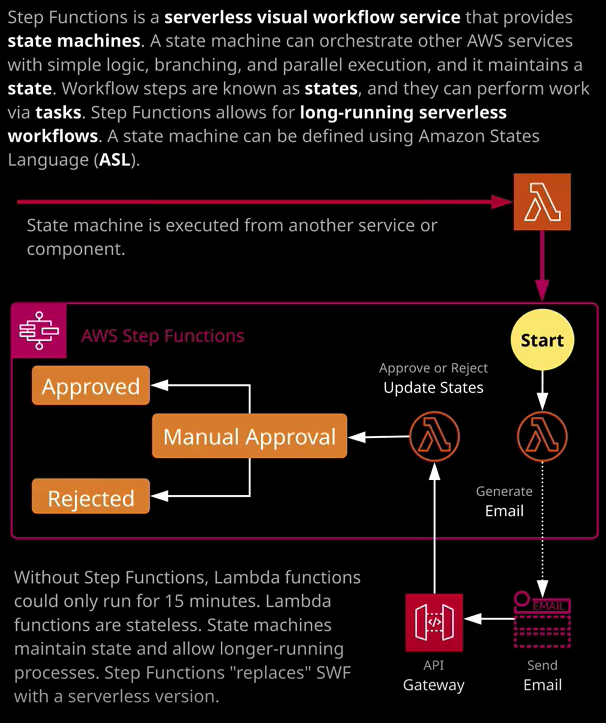 Step Functions is a serverless visual workflow service that provides
state machines. A state machine can orchestrate other AWS services
with simple logic, branching, and parallel execution, and it maintains a
state. Workflow steps are known as states, and they can perform work
via tasks. Step Functions allows for long-running serverless
workflows. A state machine can be defined using Amazon States
Language (ASL).
State machine is executed from another service or
component.
AWS Step Functions
Start
Approve or Reject
Update States
Approved
Manual Approval
Rejected
Generate
Email
Without Step Functions, Lambda functions
could only run for 15 minutes. Lambda
functions are stateless. State machines
maintain state and allow longer-running
processes. Step Functions "replaces" SWF
with a serverless version.
API
Gateway
EMAIL
Send
Email